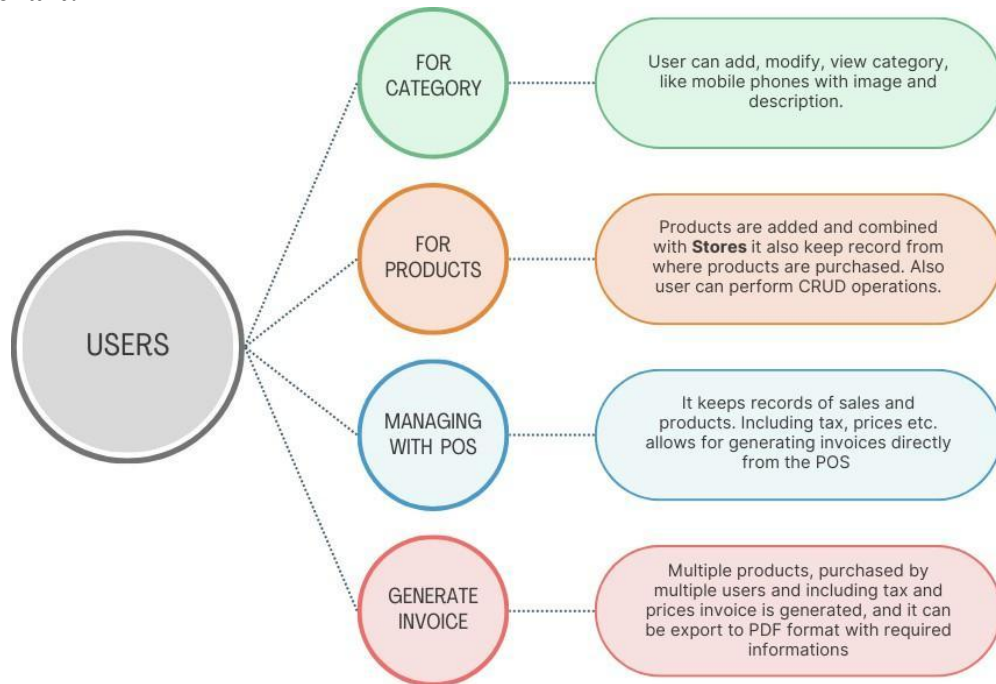 FOR
CATEGORY
User can add, modify, view category,
like mobile phones with image and
description.
FOR
PRODUCTS
Products are added and combined
with Stores it also keep record from
where products are purchased. Also
user can perform CRUD operations.
USERS
MANAGING
WITH POS
It keeps records of sales and
products. Including tax, prices etc.
allows for generating invoices directly
from the POS
GENERATE
INVOICE
Multiple products, purchased by
multiple users and including tax and
prices invoice is generated, and it can
be export to PDF format with required
informations